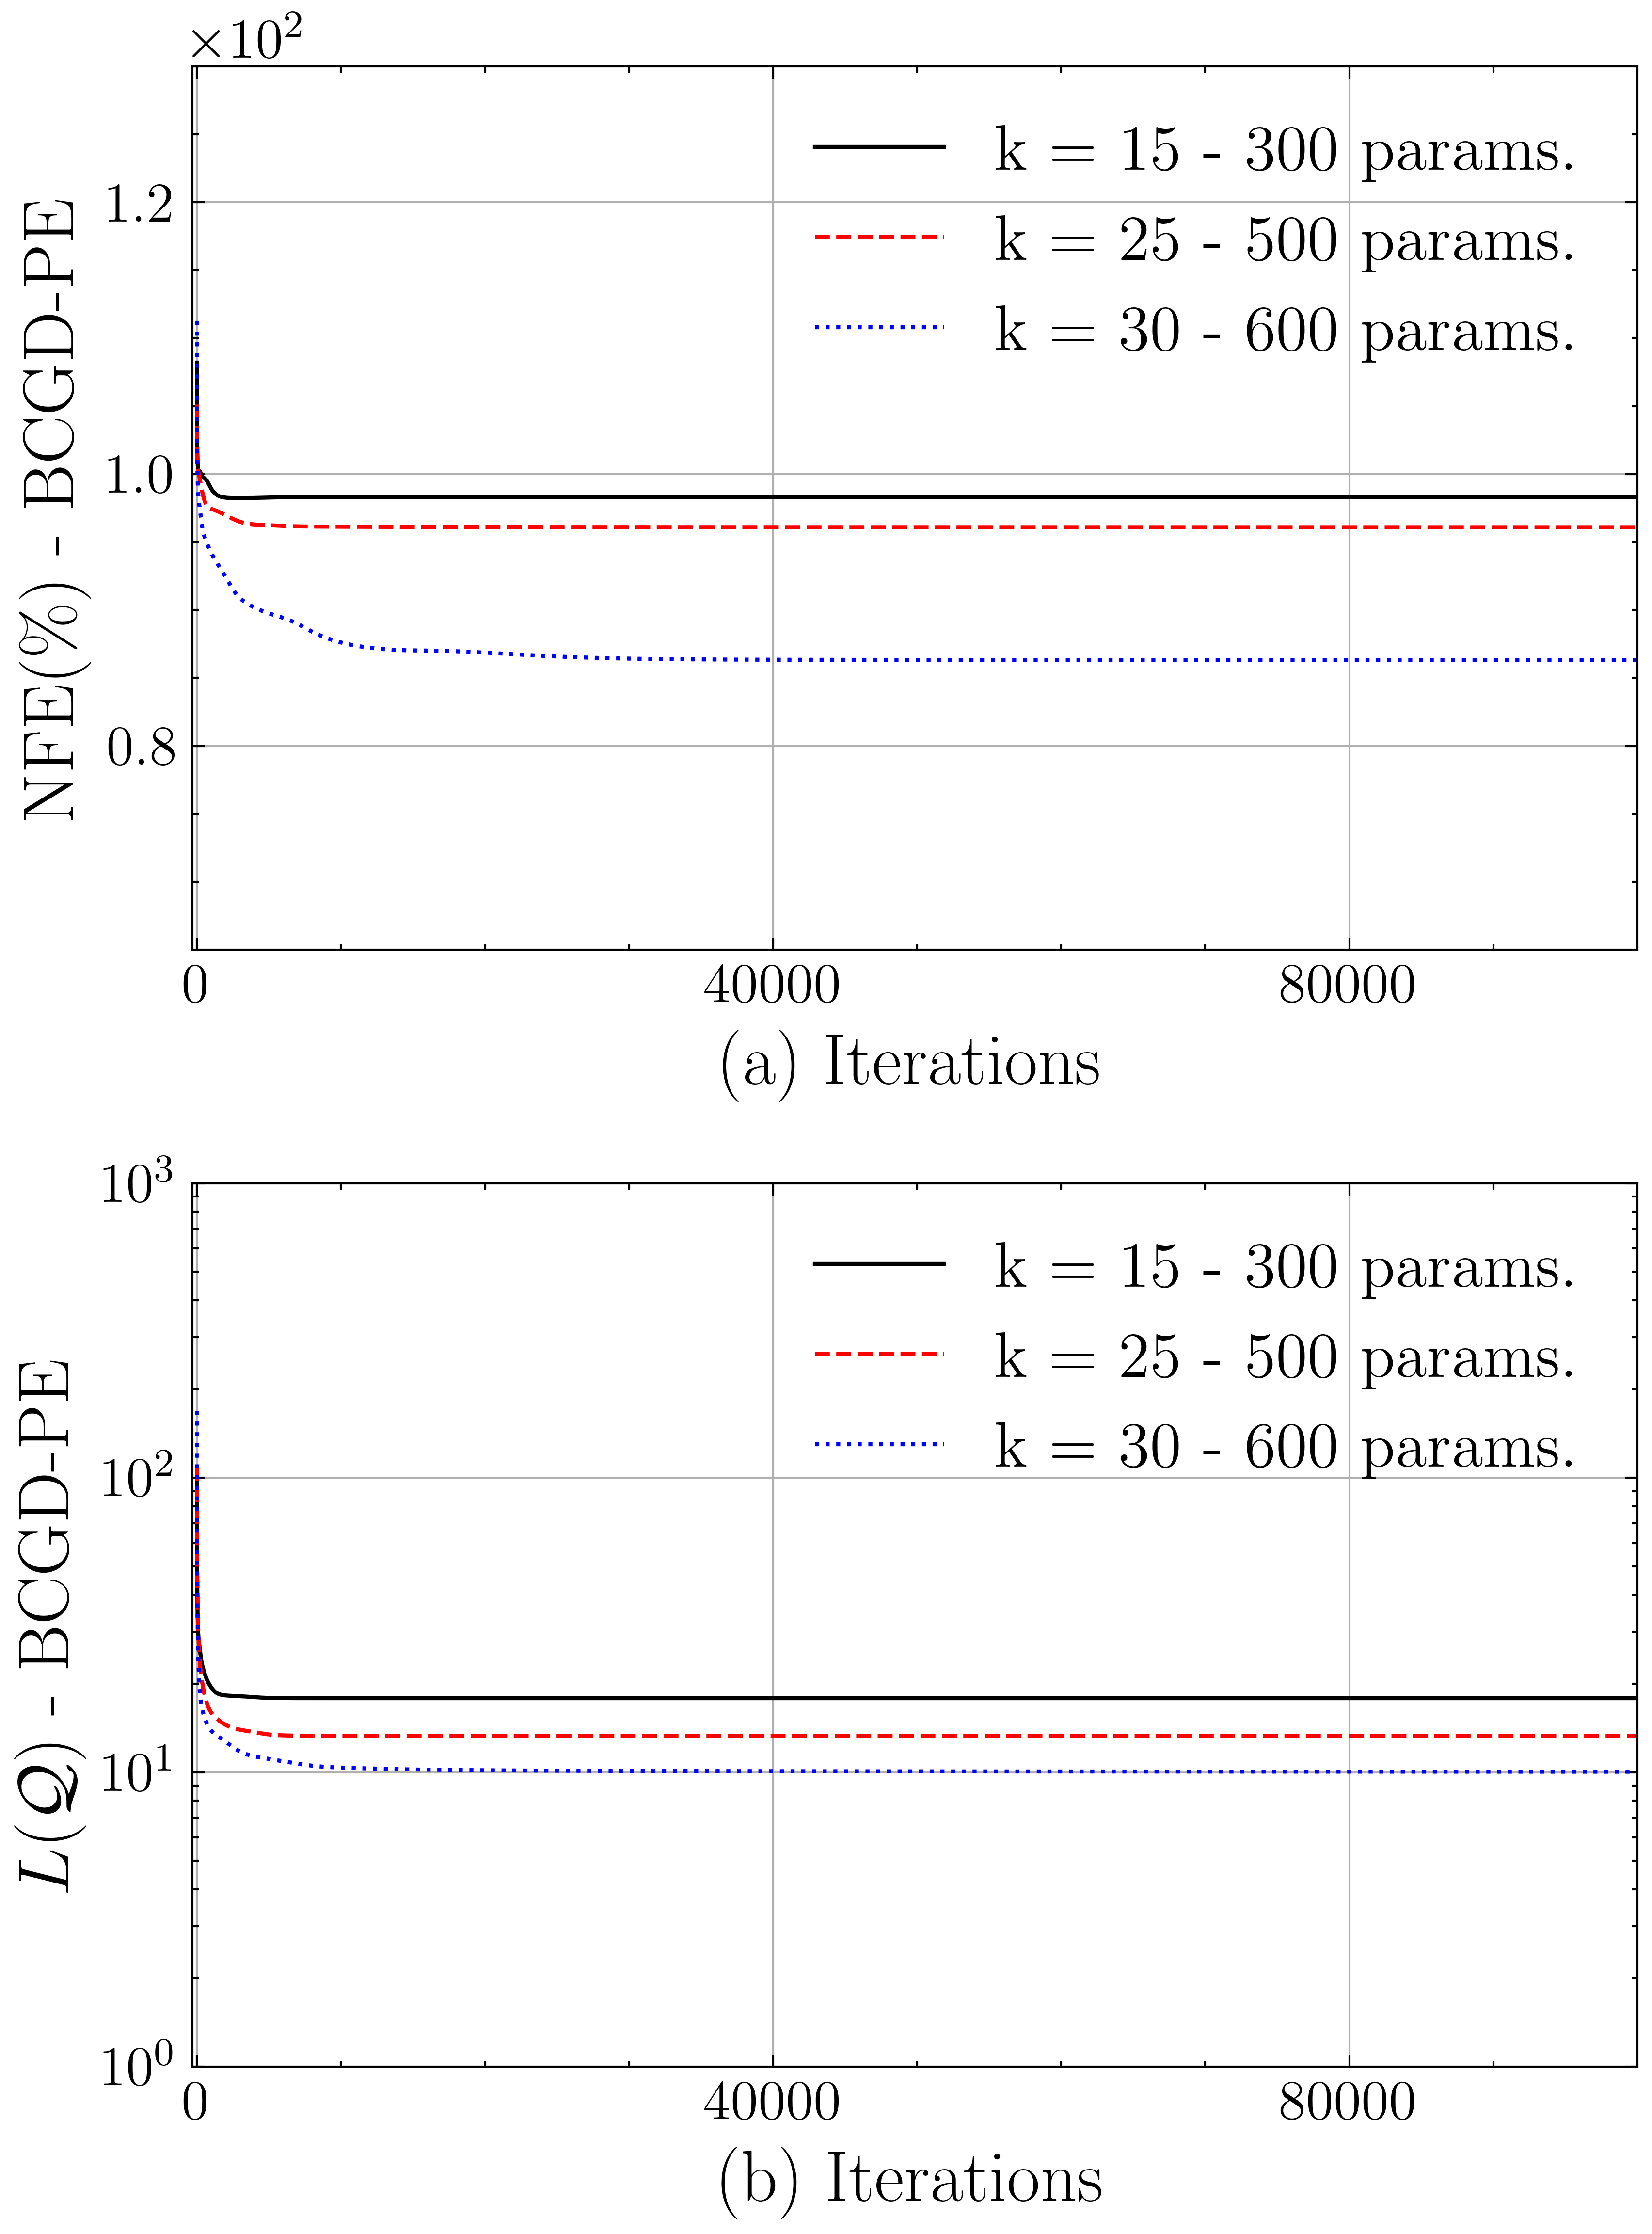 ×10²
NFE(%) - BCGD-PE
1.2
1.0
0.8
k = 15 - 300 params.
k = 25 - 500 params.
k = 30 - 600 params.
0 40000 80000
(a) Iterations
L(𝓠) - BCGD-PE
10³
10²
10¹
10⁰
k = 15 - 300 params.
k = 25 - 500 params.
k = 30 - 600 params.
0 40000 80000
(b) Iterations